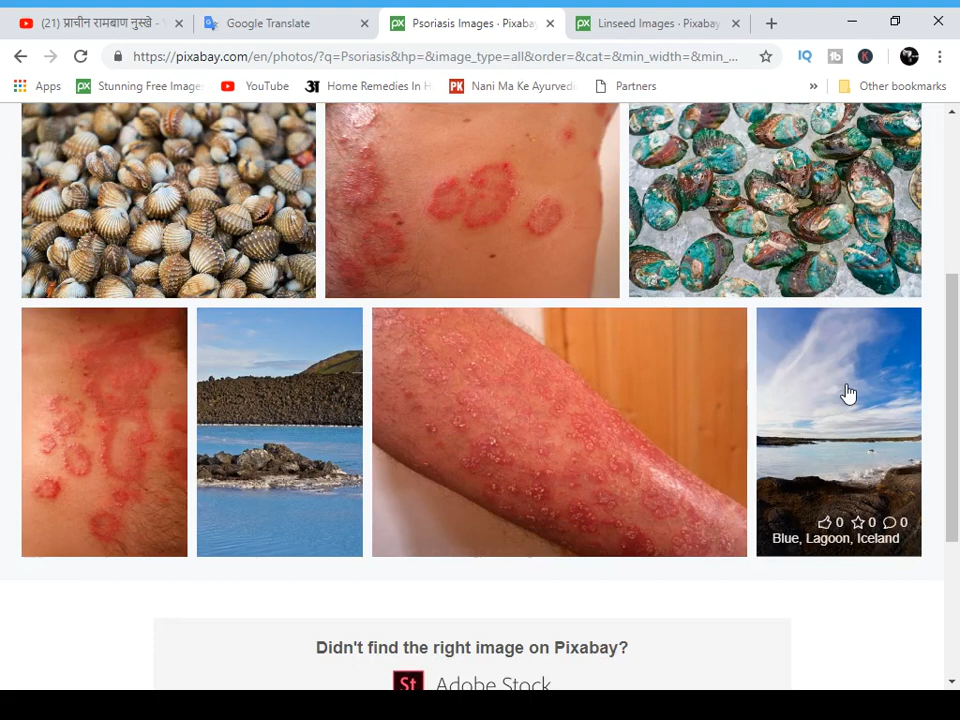 (21) प्राचीन रामबाण नुस्खे - Y
Google Translate
Psoriasis Images · Pixabay
Linseed Images · Pixabay
https://pixabay.com/en/photos/?q=Psoriasis&hp=&image_type=all&order=&cat=&min_width=&min_...
Apps
Stunning Free Image
YouTube
Home Remedies In H
Nani Ma Ke Ayurved
Partners
»
Other bookmarks
0 0 0
Blue, Lagoon, Iceland
Didn't find the right image on Pixabay?
St Adobe Stock